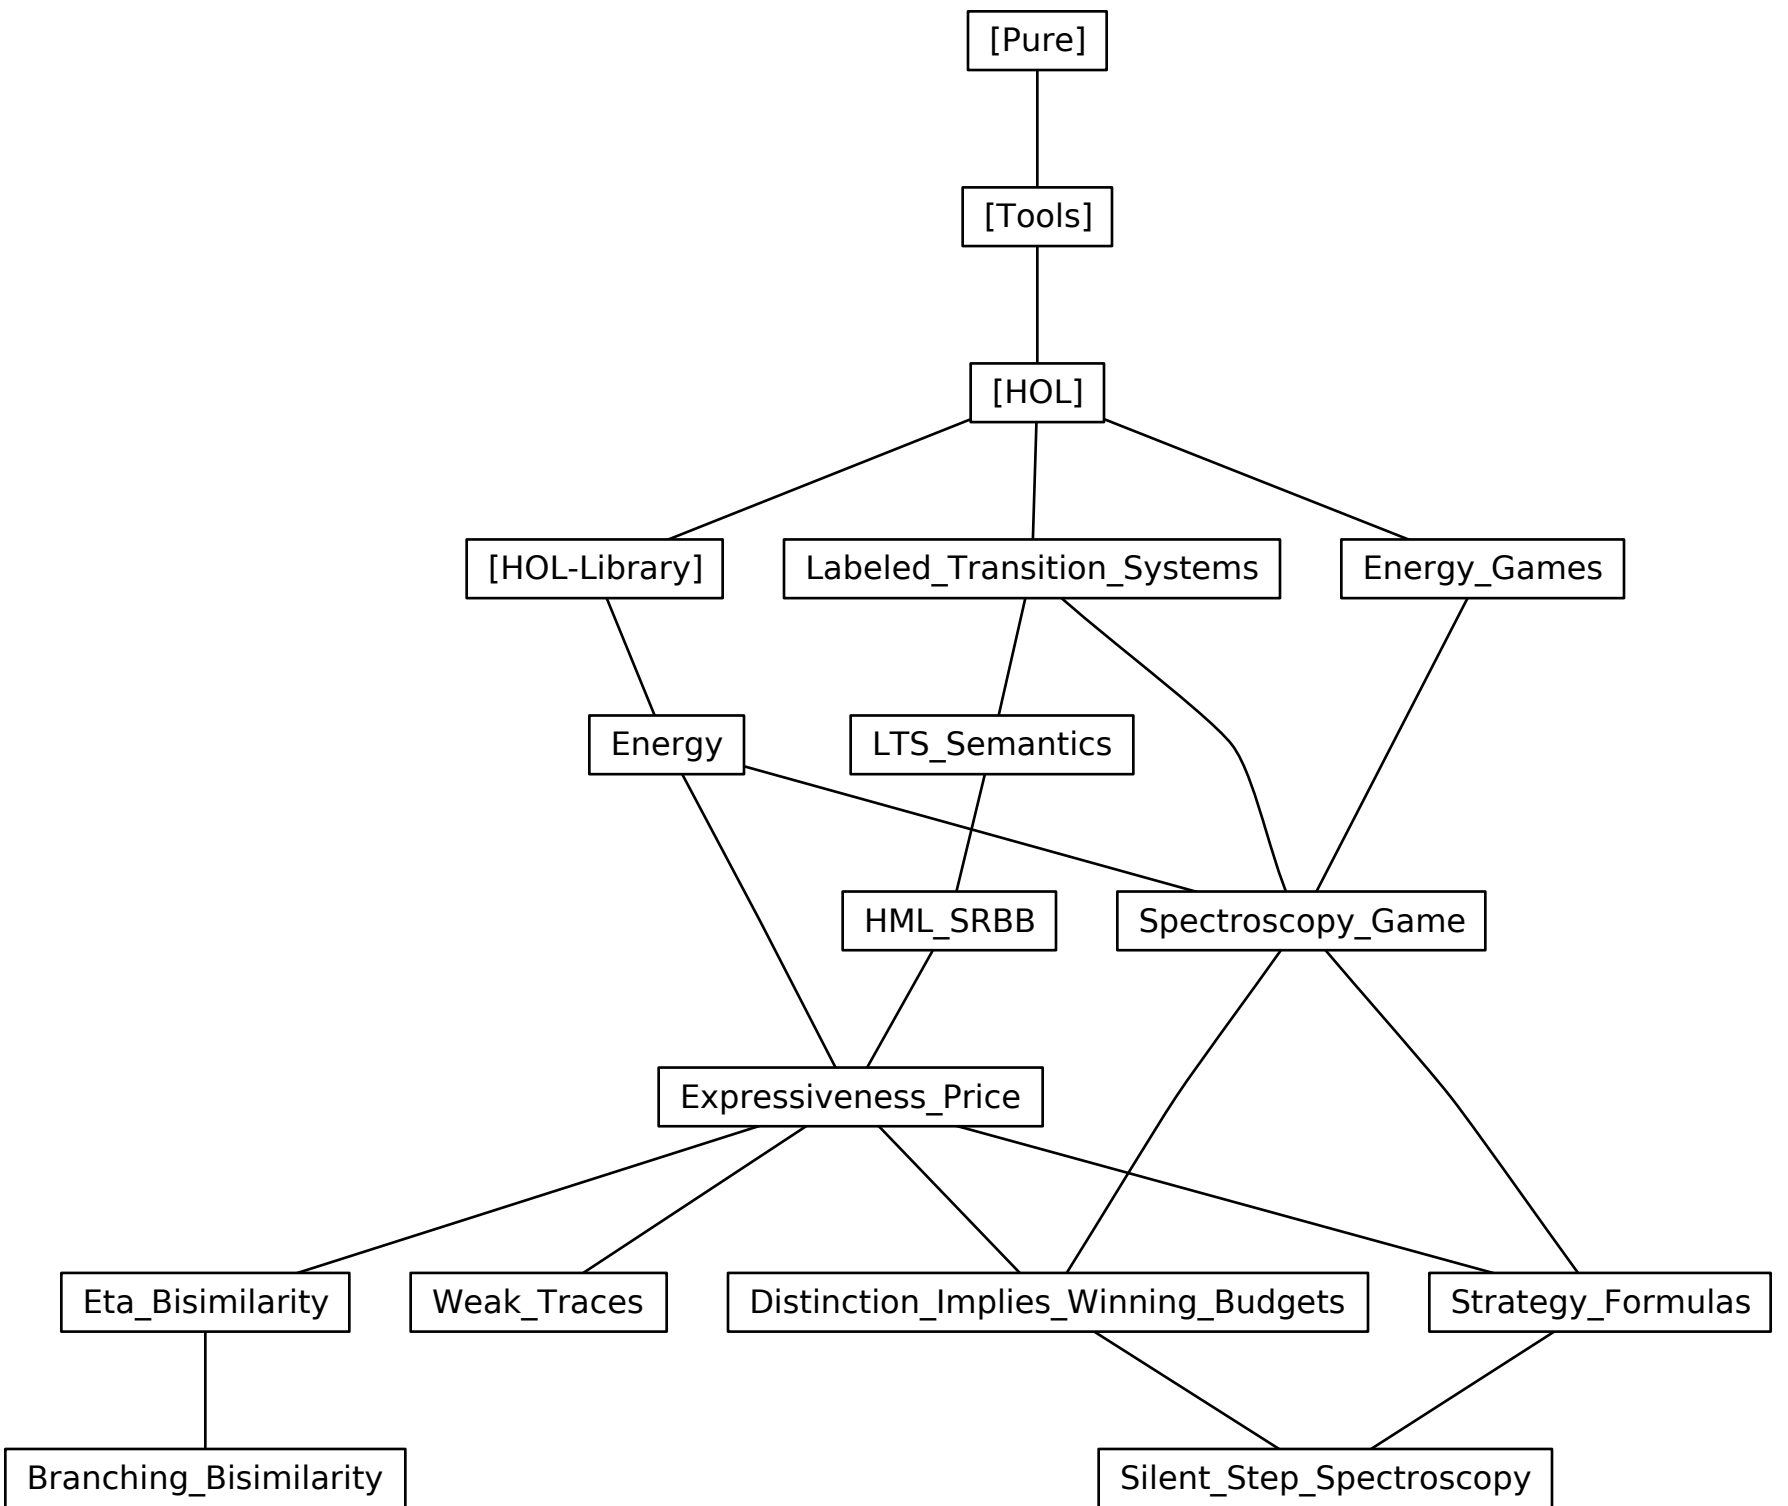 [Pure]
[Tools]
[HOL]
[HOL-Library]
Labeled_Transition_Systems
Energy_Games
Energy
LTS_Semantics
HML_SRBB
Spectroscopy_Game
Expressiveness_Price
Eta_Bisimilarity
Weak_Traces
Distinction_Implies_Winning_Budgets
Strategy_Formulas
Branching_Bisimilarity
Silent_Step_Spectroscopy